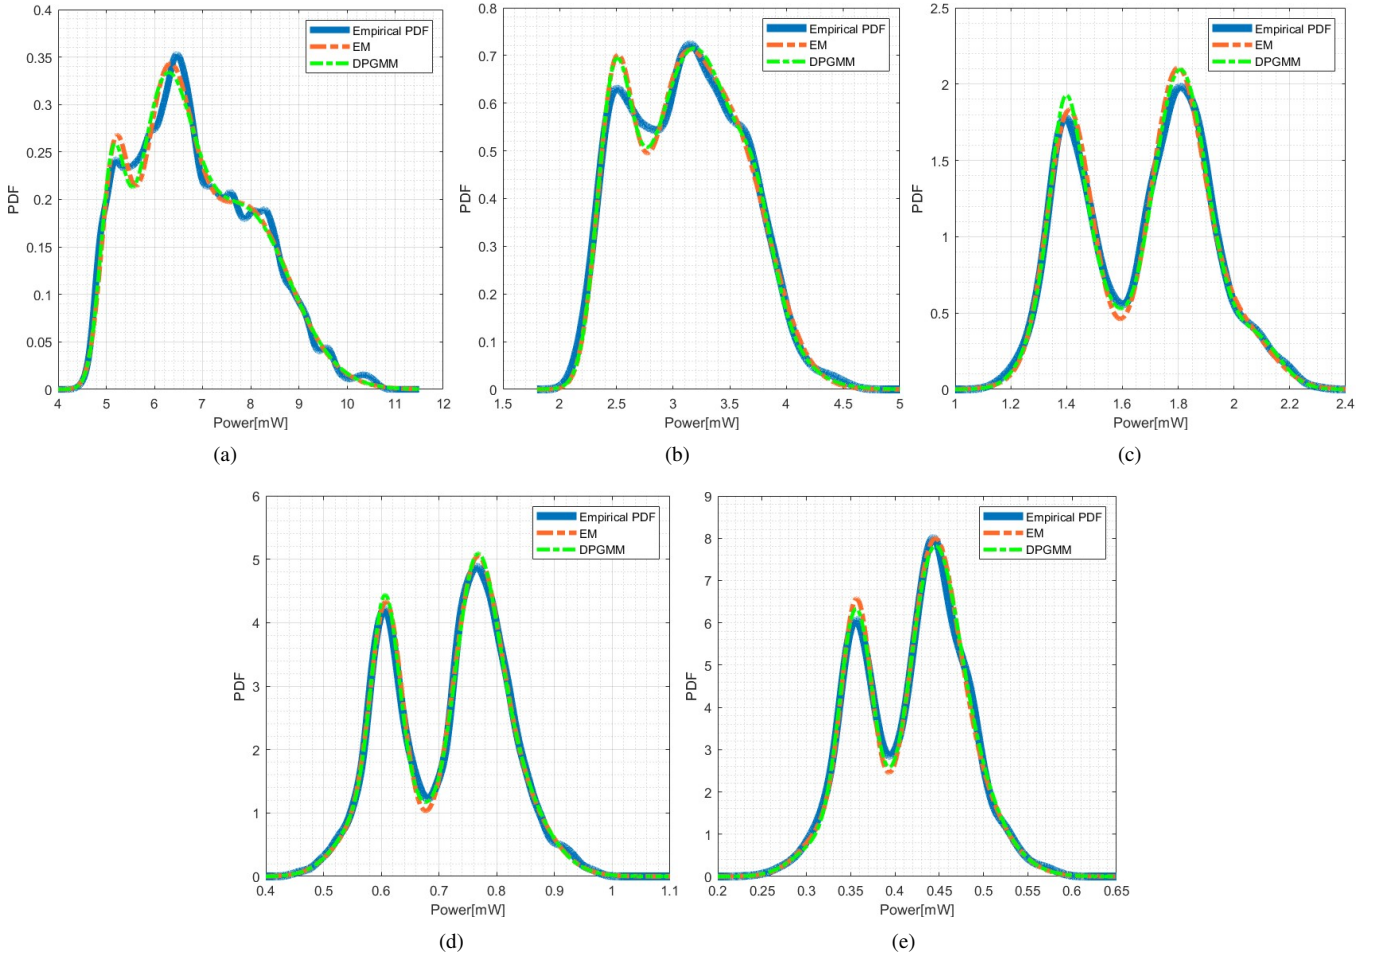 0.4
0.35
0.3
0.25
0.2
0.15
0.1
0.05
0
PDF
Empirical PDF
EM
DPGMM
4 5 6 7 8 9 10 11 12
Power[mW]
(a)
0.8
0.7
0.6
0.5
0.4
0.3
0.2
0.1
0
PDF
Empirical PDF
EM
DPGMM
1.5 2 2.5 3 3.5 4 4.5 5
Power[mW]
(b)
2.5
2
1.5
1
0.5
0
PDF
Empirical PDF
EM
DPGMM
1 1.2 1.4 1.6 1.8 2 2.2 2.4
Power[mW]
(c)
6
5
4
3
2
1
0
PDF
Empirical PDF
EM
DPGMM
0.4 0.5 0.6 0.7 0.8 0.9 1 1.1
Power[mW]
(d)
9
8
7
6
5
4
3
2
1
0
PDF
Empirical PDF
EM
DPGMM
0.2 0.25 0.3 0.35 0.4 0.45 0.5 0.55 0.6 0.65
Power[mW]
(e)